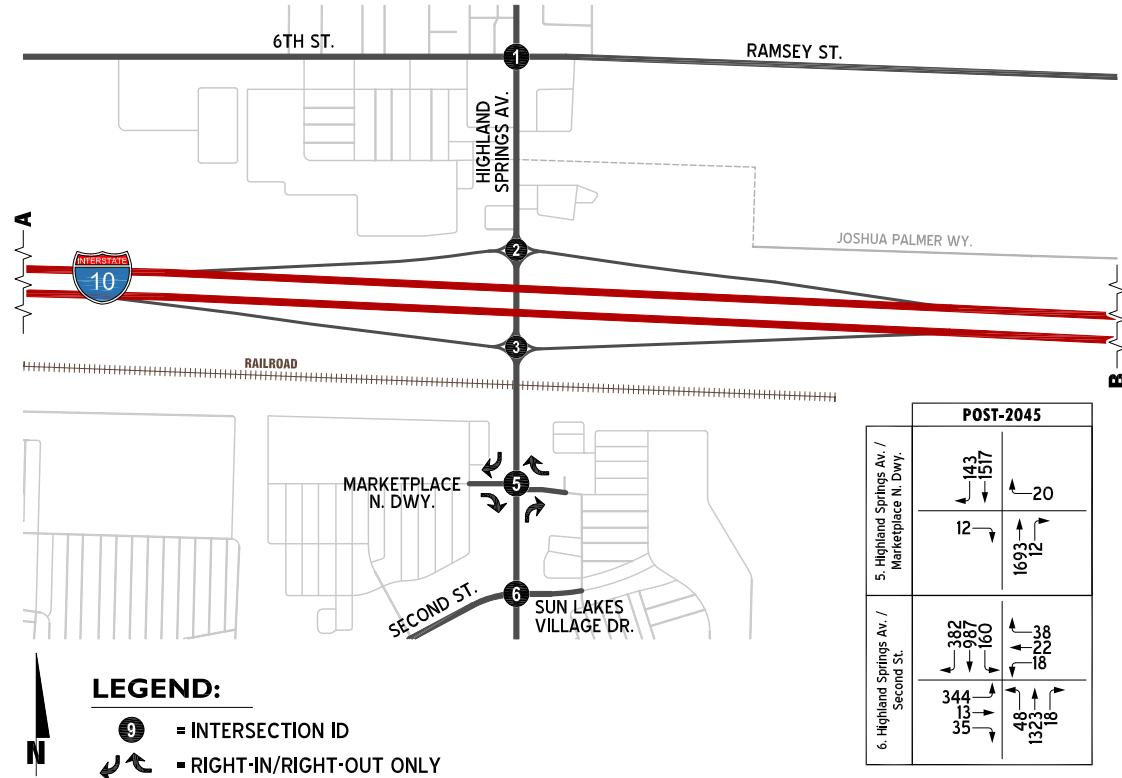 6TH ST.
1
RAMSEY ST.
HIGHLAND
SPRINGS AV.
A
2
JOSHUA PALMER WY.
INTERSTATE
10
3
RAILROAD
B
MARKETPLACE
N. DWY.
5
SECOND ST.
6
SUN LAKES
VILLAGE DR.
N
LEGEND:
9 = INTERSECTION ID
= RIGHT-IN/RIGHT-OUT ONLY
POST-2045
5. Highland Springs Av. /
Marketplace N. Dwy.
143
1517
20
12
1693
12
6. Highland Springs Av. /
Second St.
382
987
160
38
22
18
344
13
35
48
1323
18